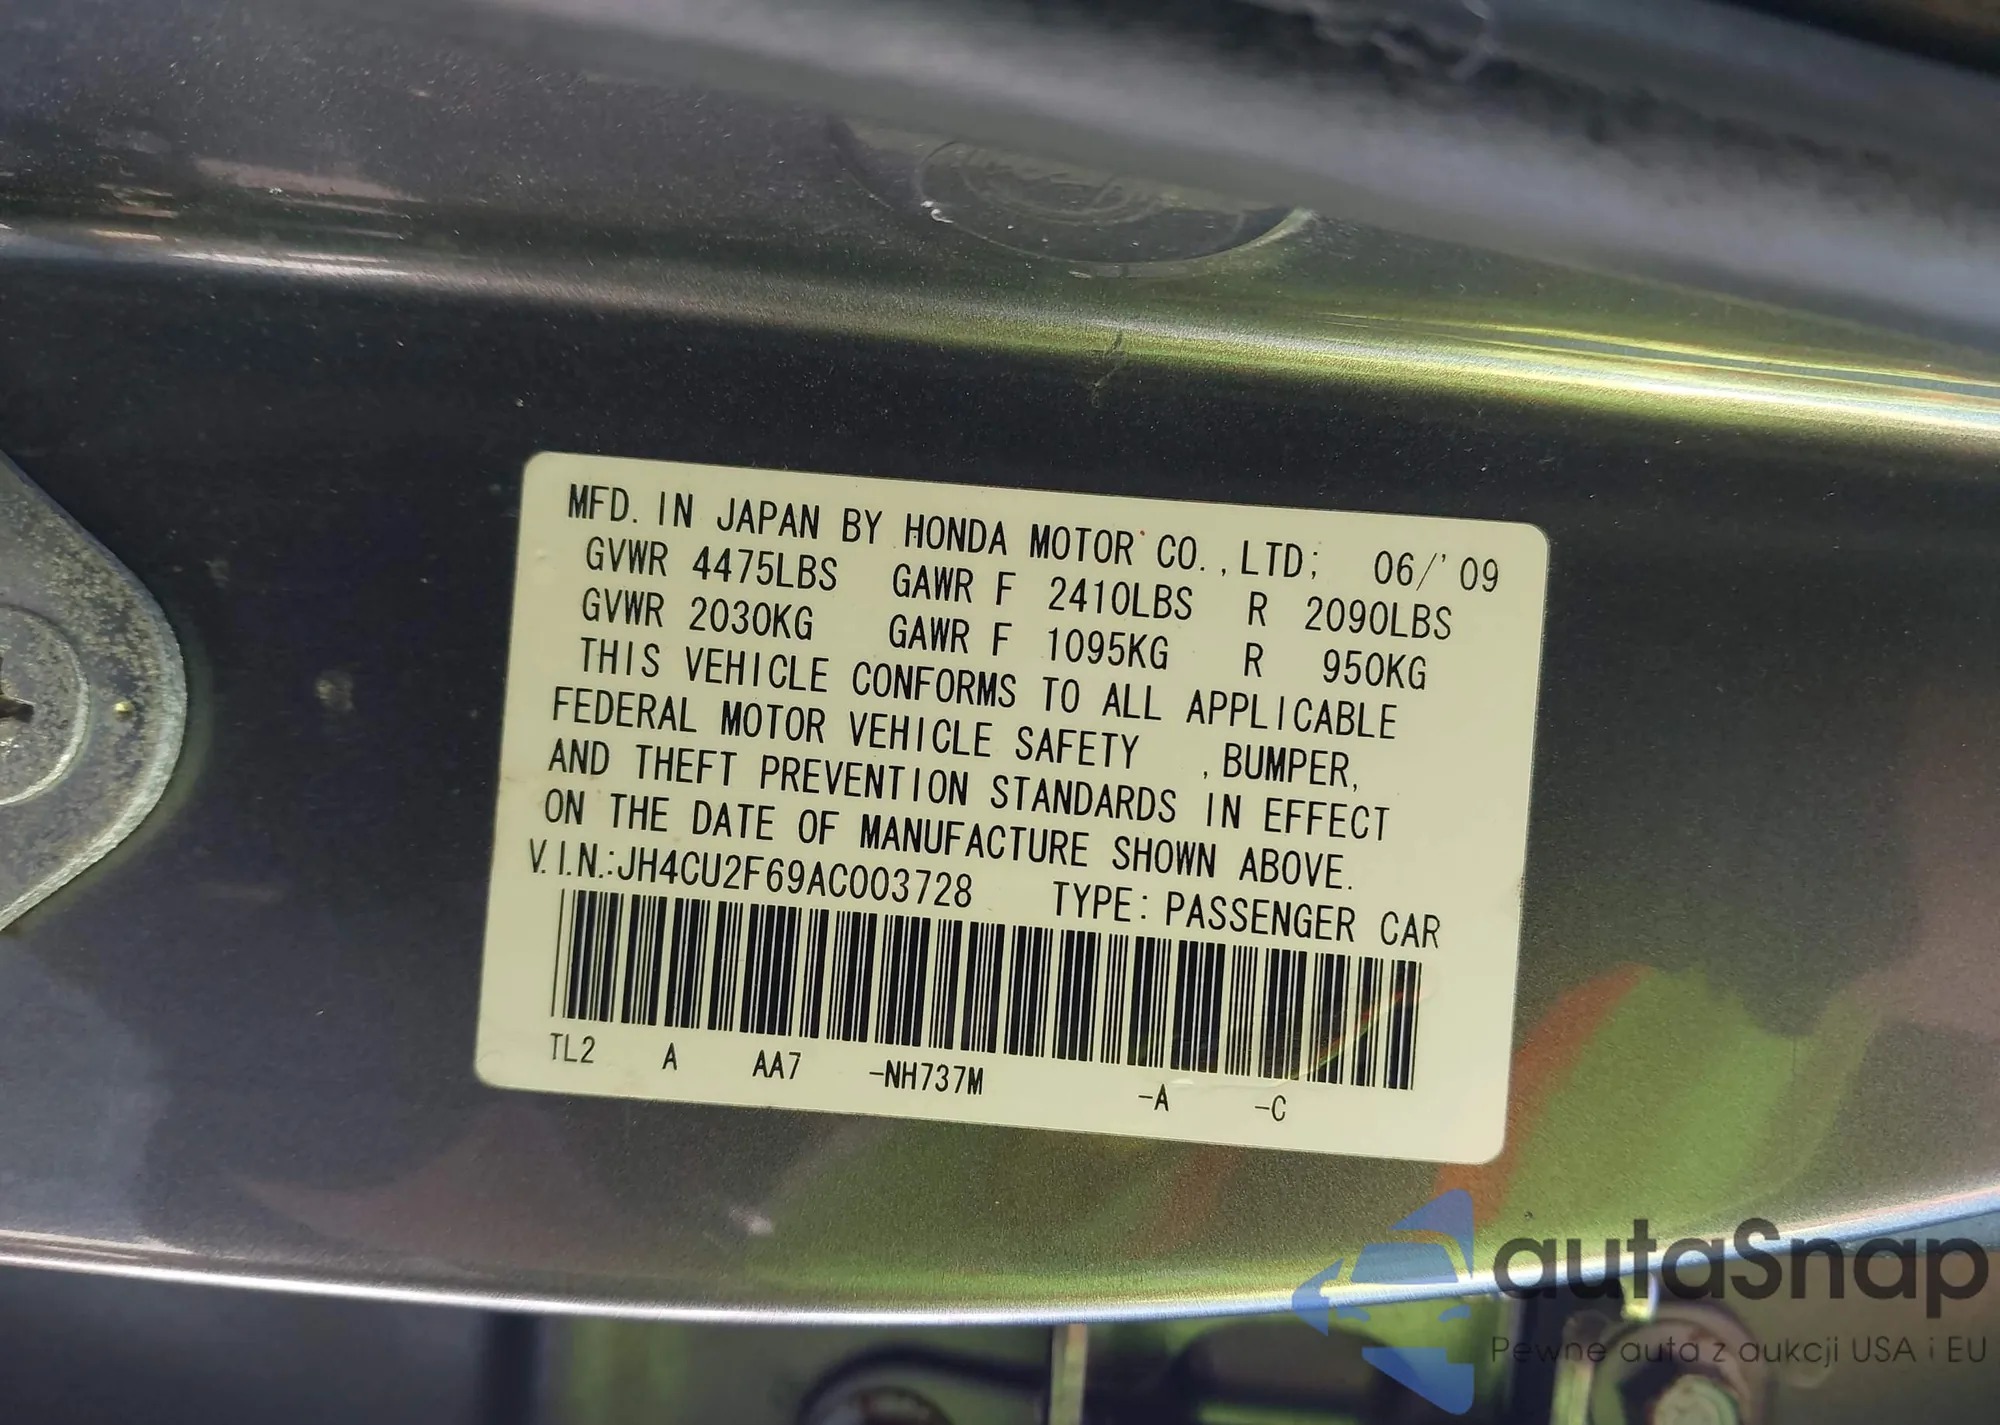 MFD. IN JAPAN BY HONDA MOTOR CO., LTD; 06/'09
GVWR 4475LBS GAWR F 2410LBS R 2090LBS
GVWR 2030KG GAWR F 1095KG R 950KG
THIS VEHICLE CONFORMS TO ALL APPLICABLE
FEDERAL MOTOR VEHICLE SAFETY , BUMPER,
AND THEFT PREVENTION STANDARDS IN EFFECT
ON THE DATE OF MANUFACTURE SHOWN ABOVE.
V.I.N.:JH4CU2F69AC003728 TYPE: PASSENGER CAR
TL2 A AA7 -NH737M -A -C
autaSnap
Pewne auta z aukcji USA i EU